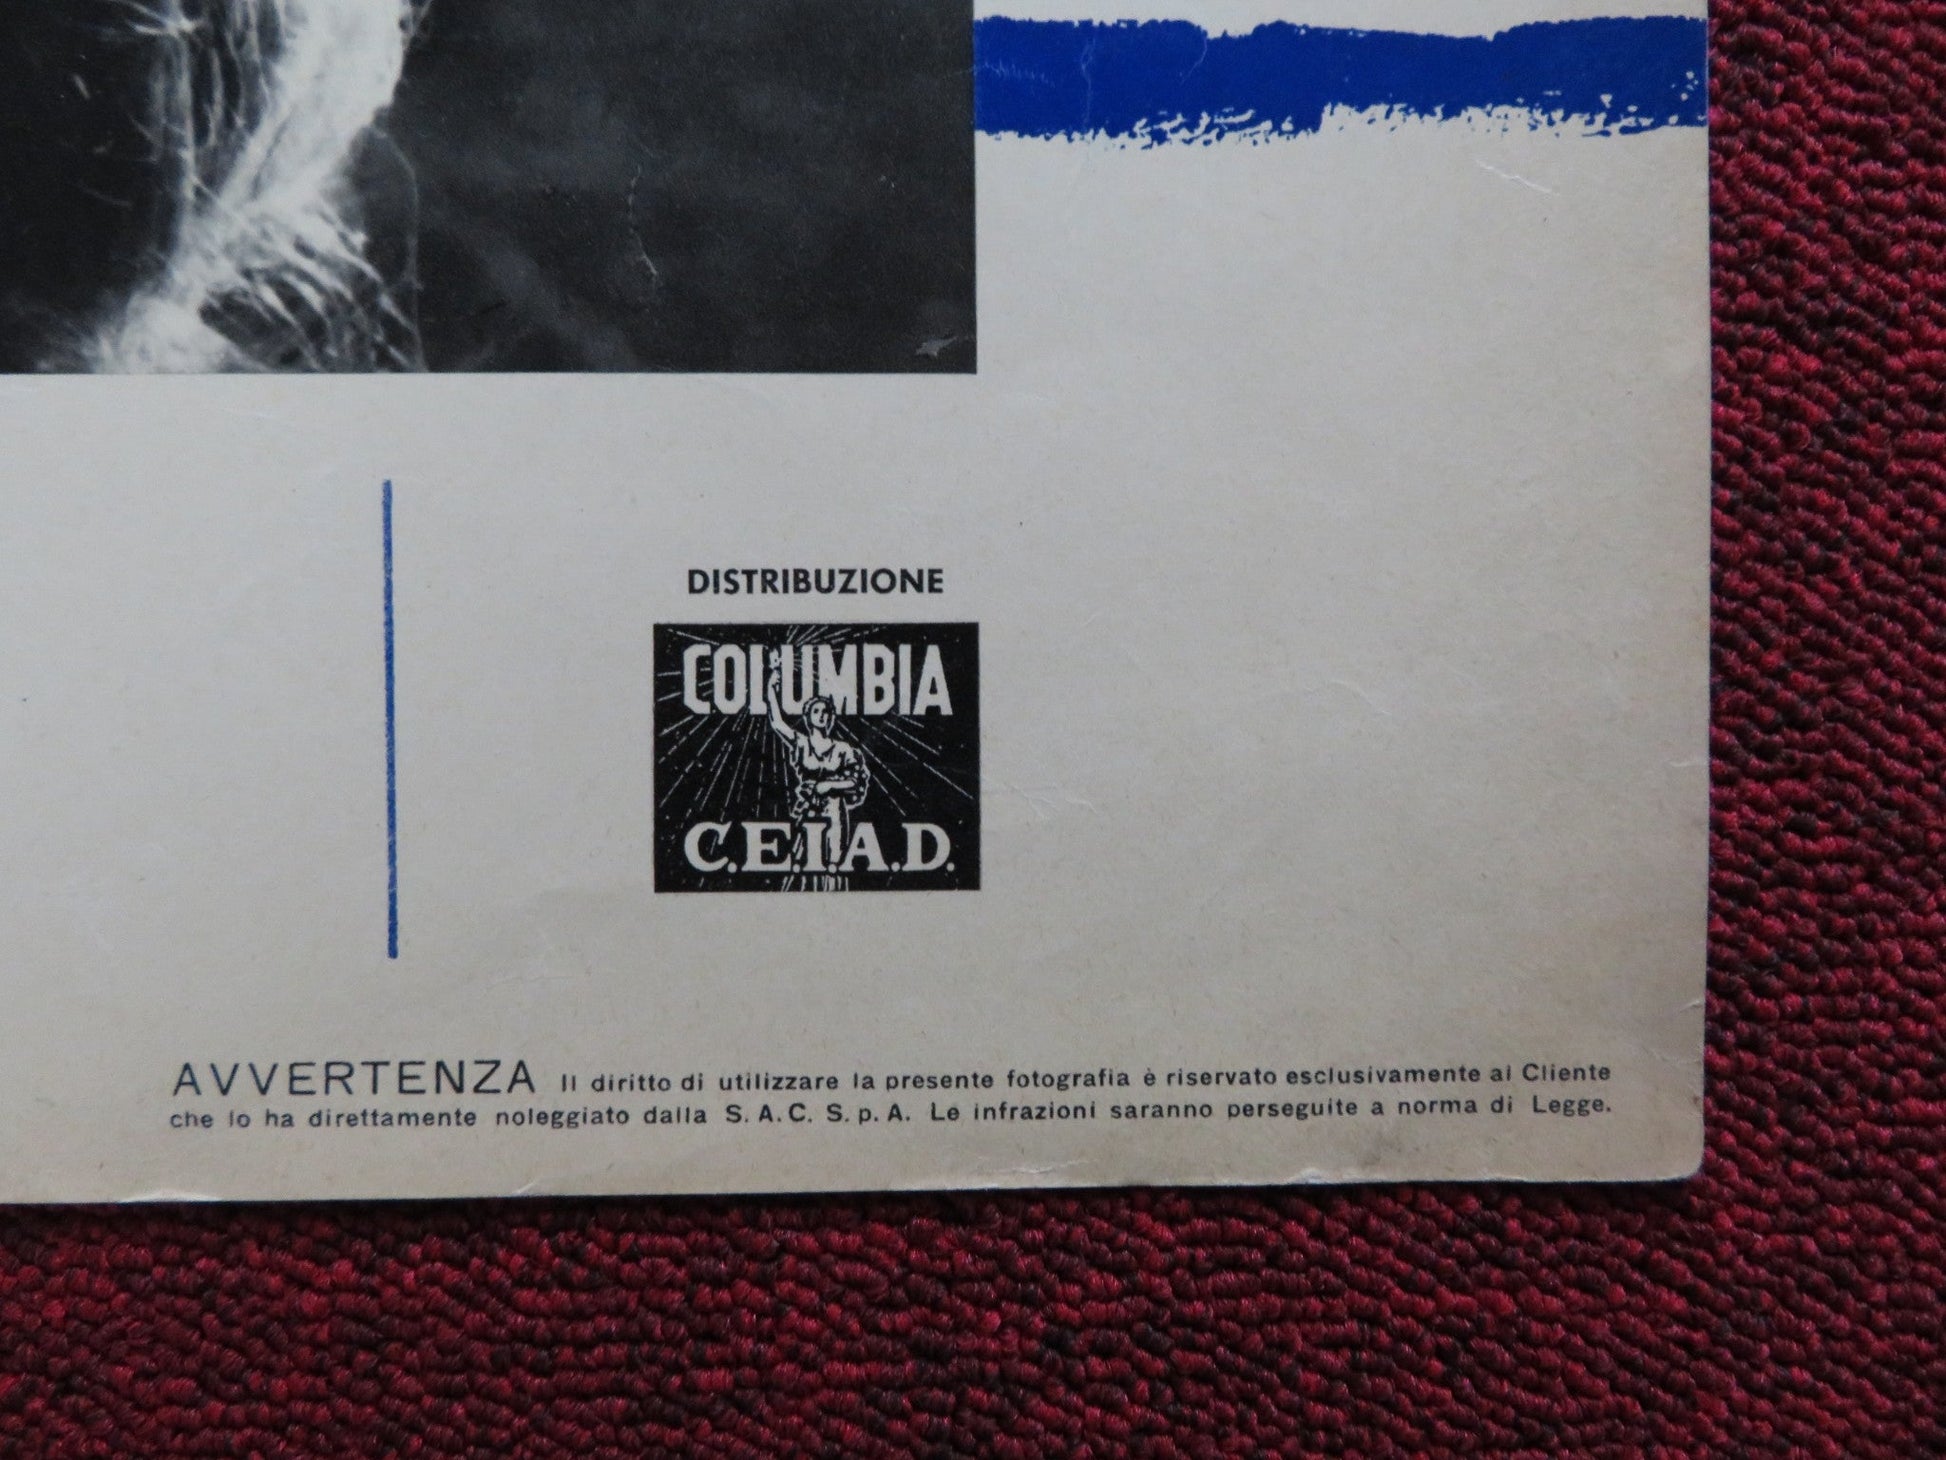 DISTRIBUZIONE
COLUMBIA
C.E.I.A.D.
AVVERTENZA Il diritto di utilizzare la presente fotografia è riservato esclusivamente al Cliente
che lo ha direttamente noleggiato dalla S. A. C. S. p. A. Le infrazioni saranno perseguite a norma di Legge.